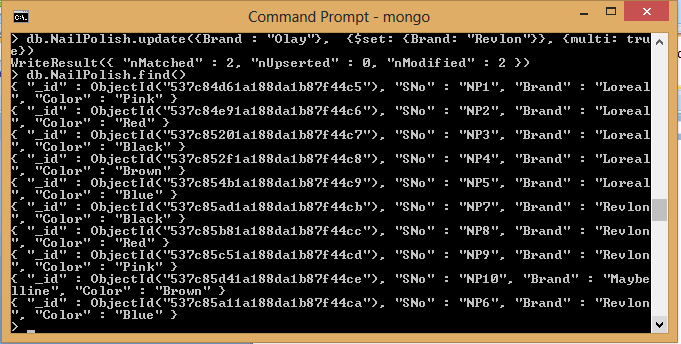 Command Prompt - mongo
> db.NailPolish.update({Brand : "Olay"},  {$set: {Brand: "Revlon"}}, {multi: tru
e})
WriteResult({ "nMatched" : 2, "nUpserted" : 0, "nModified" : 2 })
> db.NailPolish.find()
{ "_id" : ObjectId("537c84d61a188da1b87f44c5"), "SNo" : "NP1", "Brand" : "Loreal
", "Color" : "Pink" }
{ "_id" : ObjectId("537c84e91a188da1b87f44c6"), "SNo" : "NP2", "Brand" : "Loreal
", "Color" : "Red" }
{ "_id" : ObjectId("537c85201a188da1b87f44c7"), "SNo" : "NP3", "Brand" : "Loreal
", "Color" : "Black" }
{ "_id" : ObjectId("537c852f1a188da1b87f44c8"), "SNo" : "NP4", "Brand" : "Loreal
", "Color" : "Brown" }
{ "_id" : ObjectId("537c854b1a188da1b87f44c9"), "SNo" : "NP5", "Brand" : "Loreal
", "Color" : "Blue" }
{ "_id" : ObjectId("537c85ad1a188da1b87f44cb"), "SNo" : "NP7", "Brand" : "Revlon
", "Color" : "Black" }
{ "_id" : ObjectId("537c85b81a188da1b87f44cc"), "SNo" : "NP8", "Brand" : "Revlon
", "Color" : "Red" }
{ "_id" : ObjectId("537c85c51a188da1b87f44cd"), "SNo" : "NP9", "Brand" : "Revlon
", "Color" : "Pink" }
{ "_id" : ObjectId("537c85d41a188da1b87f44ce"), "SNo" : "NP10", "Brand" : "Maybe
lline", "Color" : "Brown" }
{ "_id" : ObjectId("537c85a11a188da1b87f44ca"), "SNo" : "NP6", "Brand" : "Revlon
", "Color" : "Blue" }
>